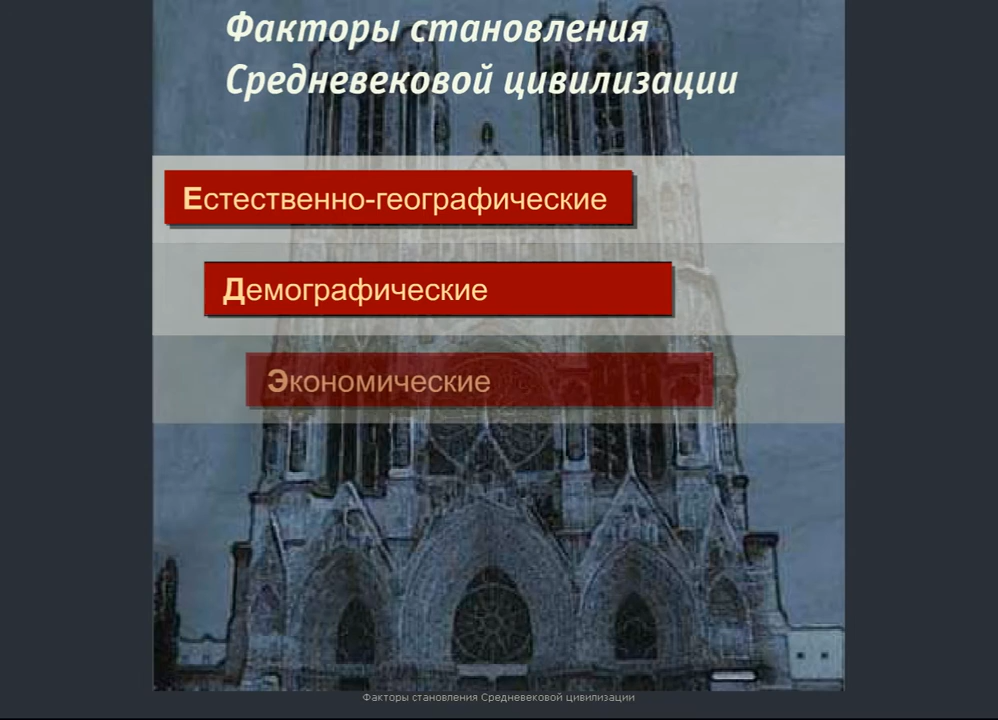 Факторы становления
Средневековой цивилизации
Естественно-географические
Демографические
Экономические
Факторы становления Средневековой цивилизации